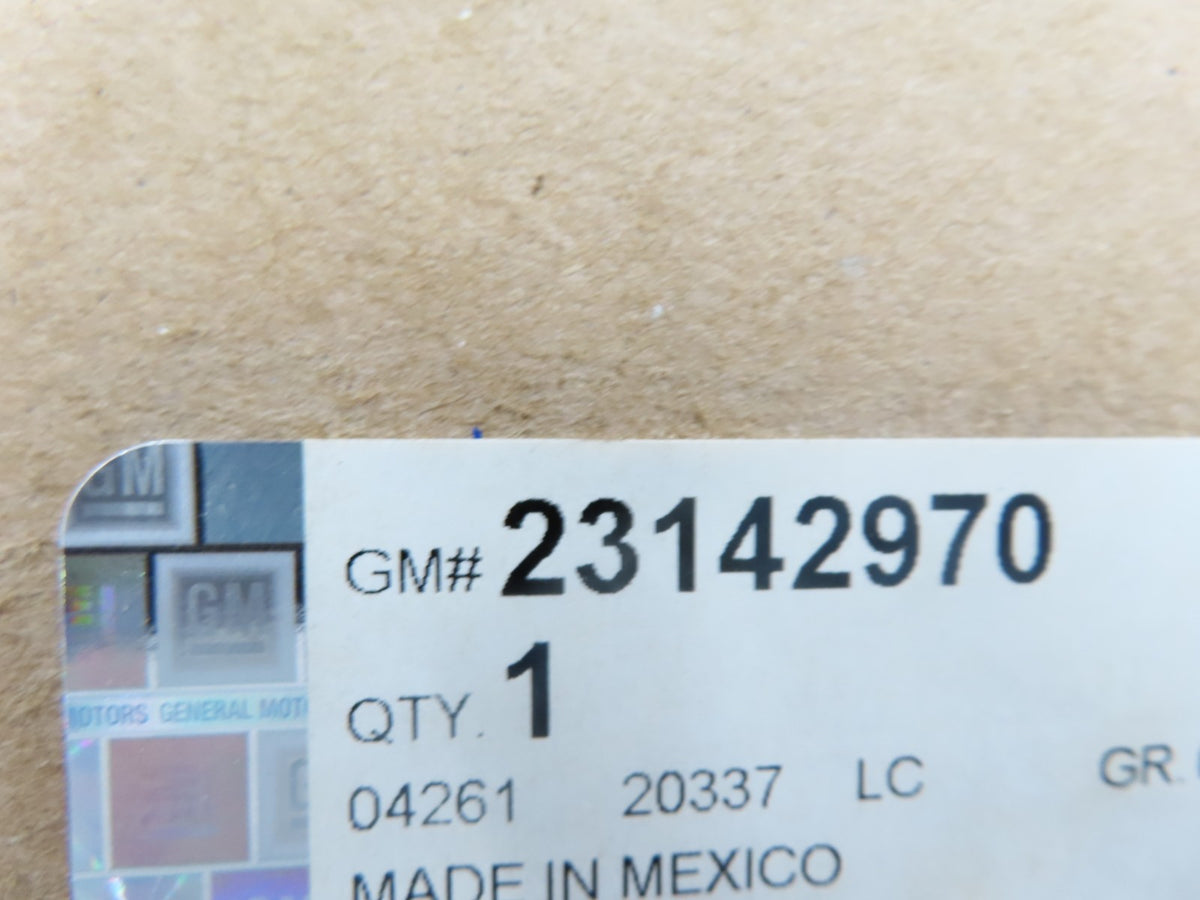 GM
GM# 23142970
GM
QTY. 1
MOTORS GENERAL MOT
04261 20337 LC GR.
MADE IN MEXICO